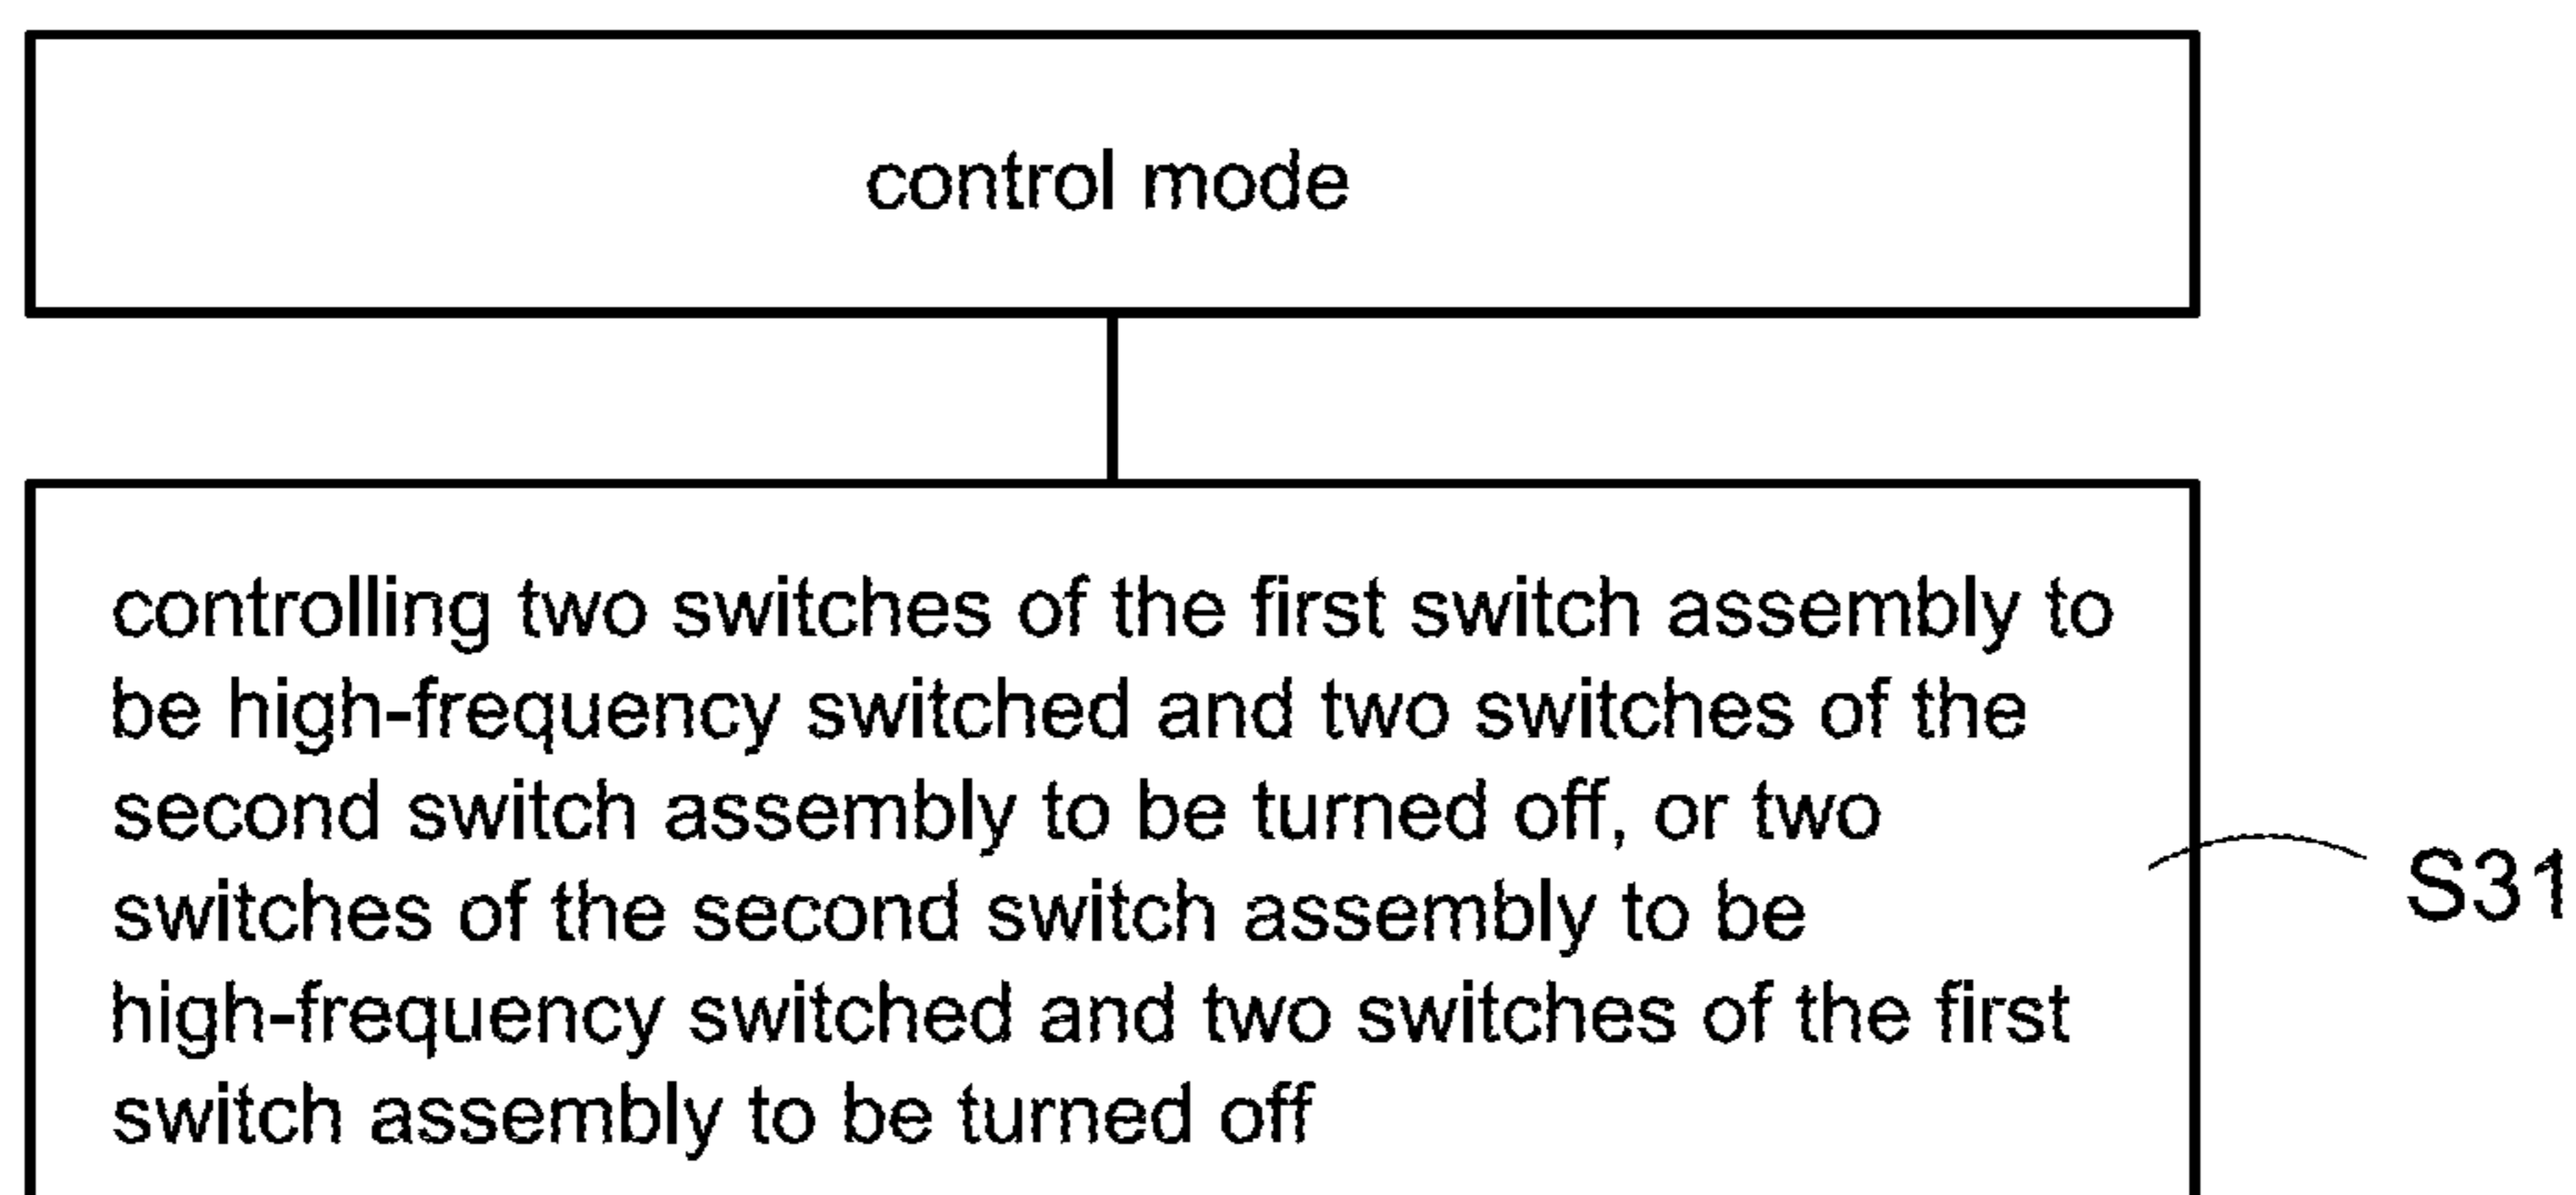 control mode
controlling two switches of the first switch assembly to
be high-frequency switched and two switches of the
second switch assembly to be turned off, or two
switches of the second switch assembly to be
high-frequency switched and two switches of the first
switch assembly to be turned off
S31